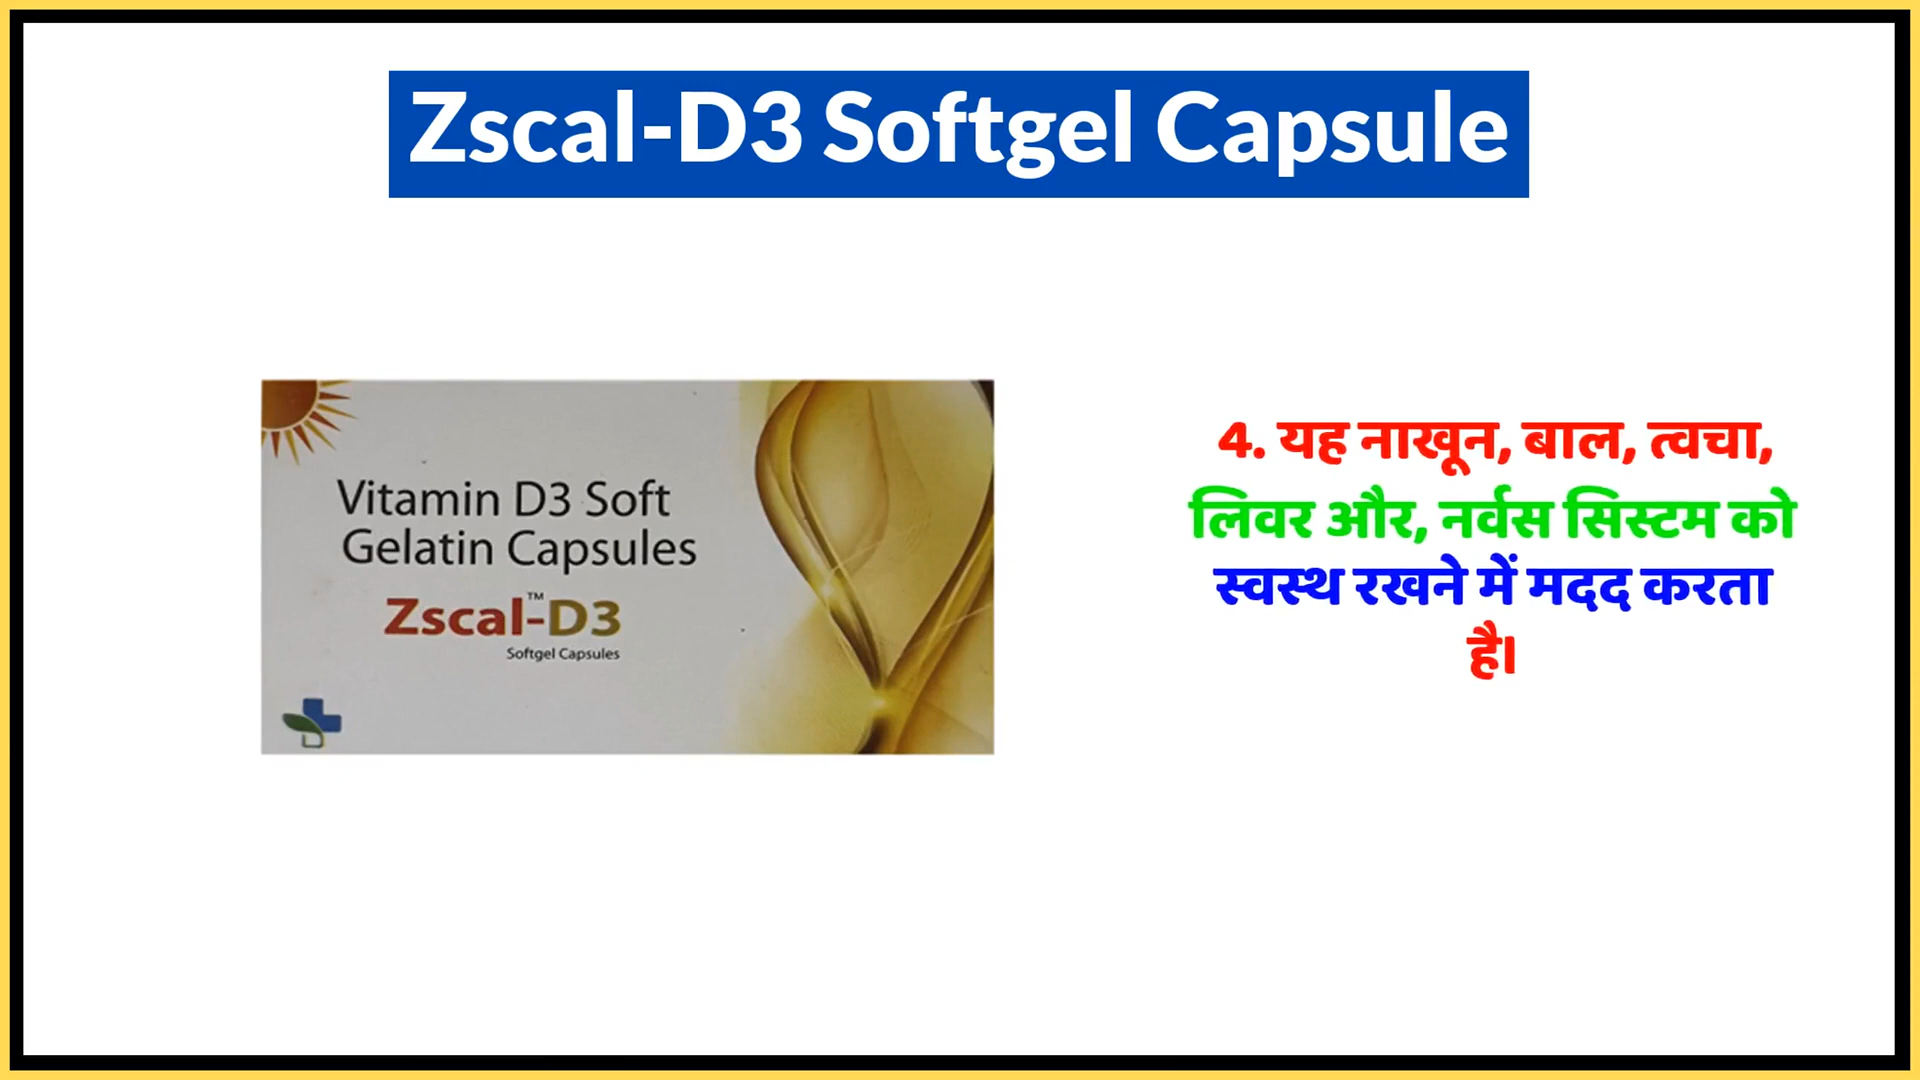 Zscal-D3 Softgel Capsule
Vitamin D3 Soft
Gelatin Capsules
Zscal™-D3
Softgel Capsules
4. यह नाखून, बाल, त्वचा,
लिवर और, नर्वस सिस्टम को
स्वस्थ रखने में मदद करता
है।